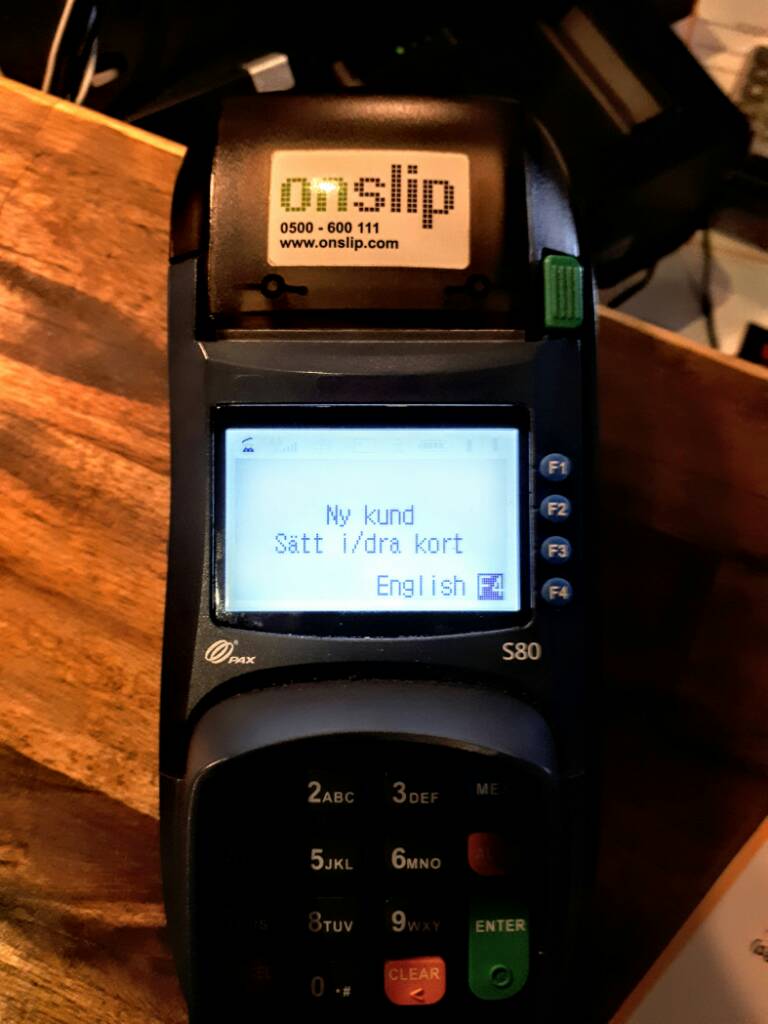 onslip
0500 - 600 111
www.onslip.com
F1
F2
F3
F4
Ny kund
Sätt i/dra kort
English F4
PAX
S80
2ABC 3DEF
5JKL 6MNO
8TUV 9WXY ENTER
0 .# CLEAR